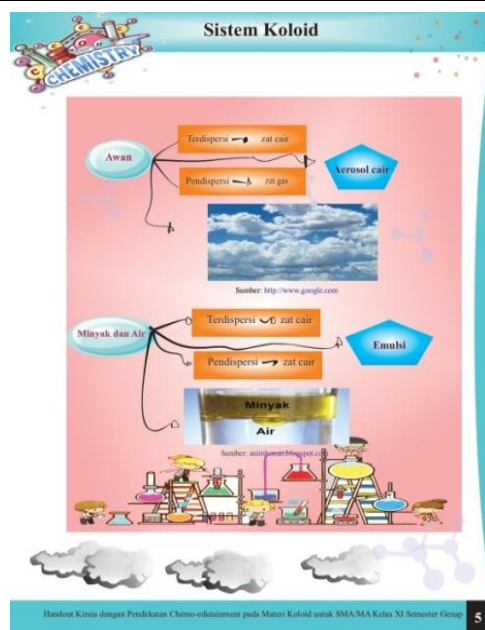 Sistem Koloid
CHEMISTRY
Awan
Terdispersi zat cair
Pendispersi zat gas
Aerosol cair
Sumber: http://www.google.com
Minyak dan Air
Terdispersi zat cair
Pendispersi zat cair
Emulsi
Minyak
Air
Sumber:
Handout Kimia dengan Pendekatan Chemo-edutainment pada Materi Koloid untuk SMA/MA Kelas XI Semester Genap 5